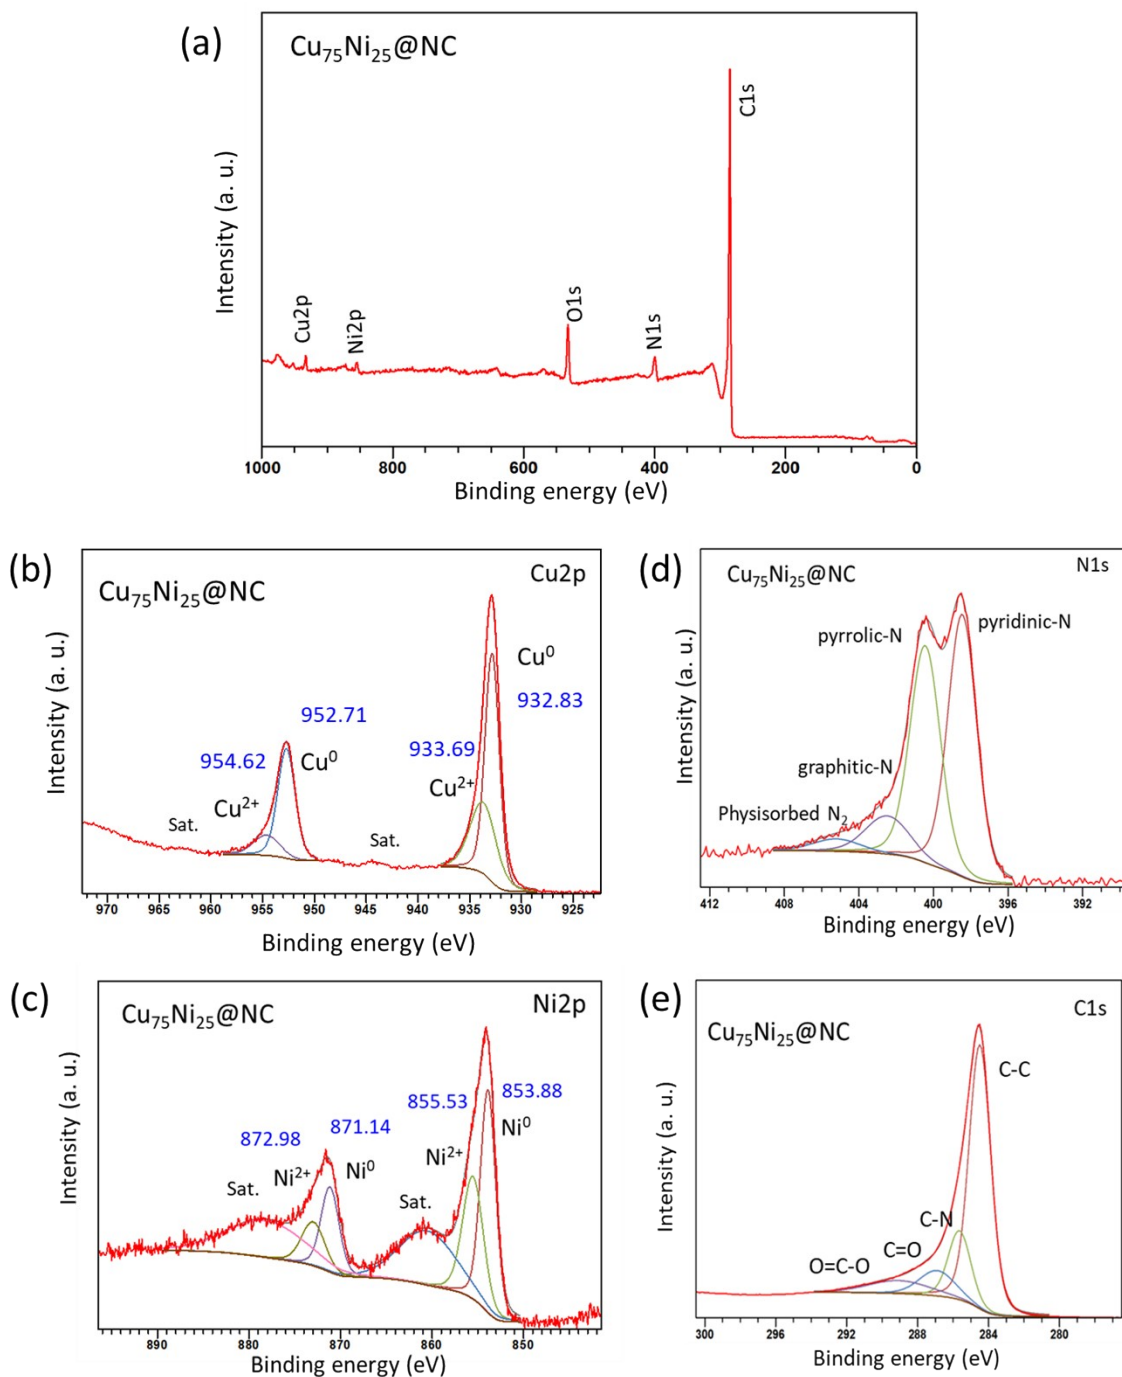 (a)
Cu₇₅Ni₂₅@NC
Intensity (a. u.)
Cu2p
Ni2p
O1s
N1s
C1s
1000 800 600 400 200 0
Binding energy (eV)
(b)
Cu₇₅Ni₂₅@NC
Cu2p
Intensity (a. u.)
Cu⁰
932.83
952.71
933.69
954.62
Cu⁰
Cu²⁺
Cu²⁺
Sat.
Sat.
970 965 960 955 950 945 940 935 930 925
Binding energy (eV)
(d)
Cu₇₅Ni₂₅@NC
N1s
Intensity (a. u.)
pyrrolic-N
pyridinic-N
graphitic-N
Physisorbed N₂
412 408 404 400 396 392
Binding energy (eV)
(c)
Cu₇₅Ni₂₅@NC
Ni2p
Intensity (a. u.)
855.53
853.88
872.98
871.14
Ni⁰
Ni²⁺
Ni²⁺
Ni⁰
Sat.
Sat.
890 880 870 860 850
Binding energy (eV)
(e)
C1s
Cu₇₅Ni₂₅@NC
Intensity (a. u.)
C-C
C-N
C=O
O=C-O
300 296 292 288 284 280
Binding energy (eV)